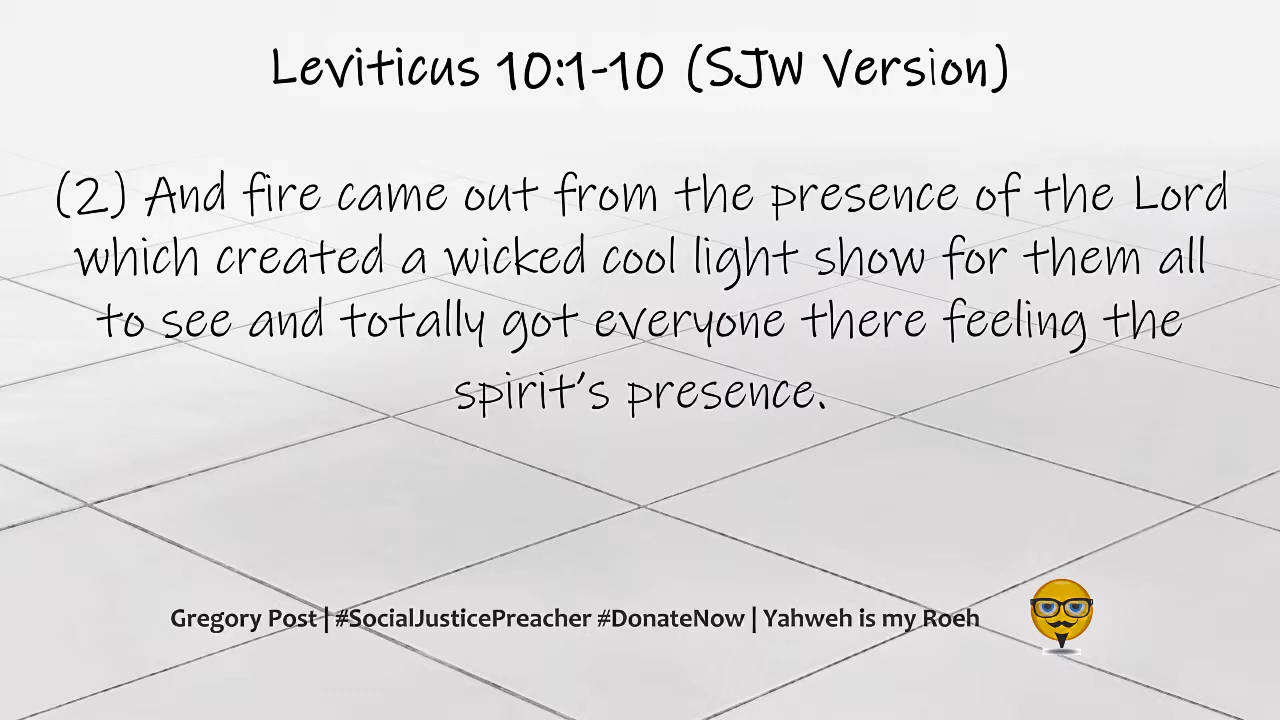 Leviticus 10:1-10 (SJW Version)
(2) And fire came out from the presence of the Lord
which created a wicked cool light show for them all
to see and totally got everyone there feeling the
spirit's presence.
Gregory Post | #SocialJusticePreacher #DonateNow | Yahweh is my Roeh